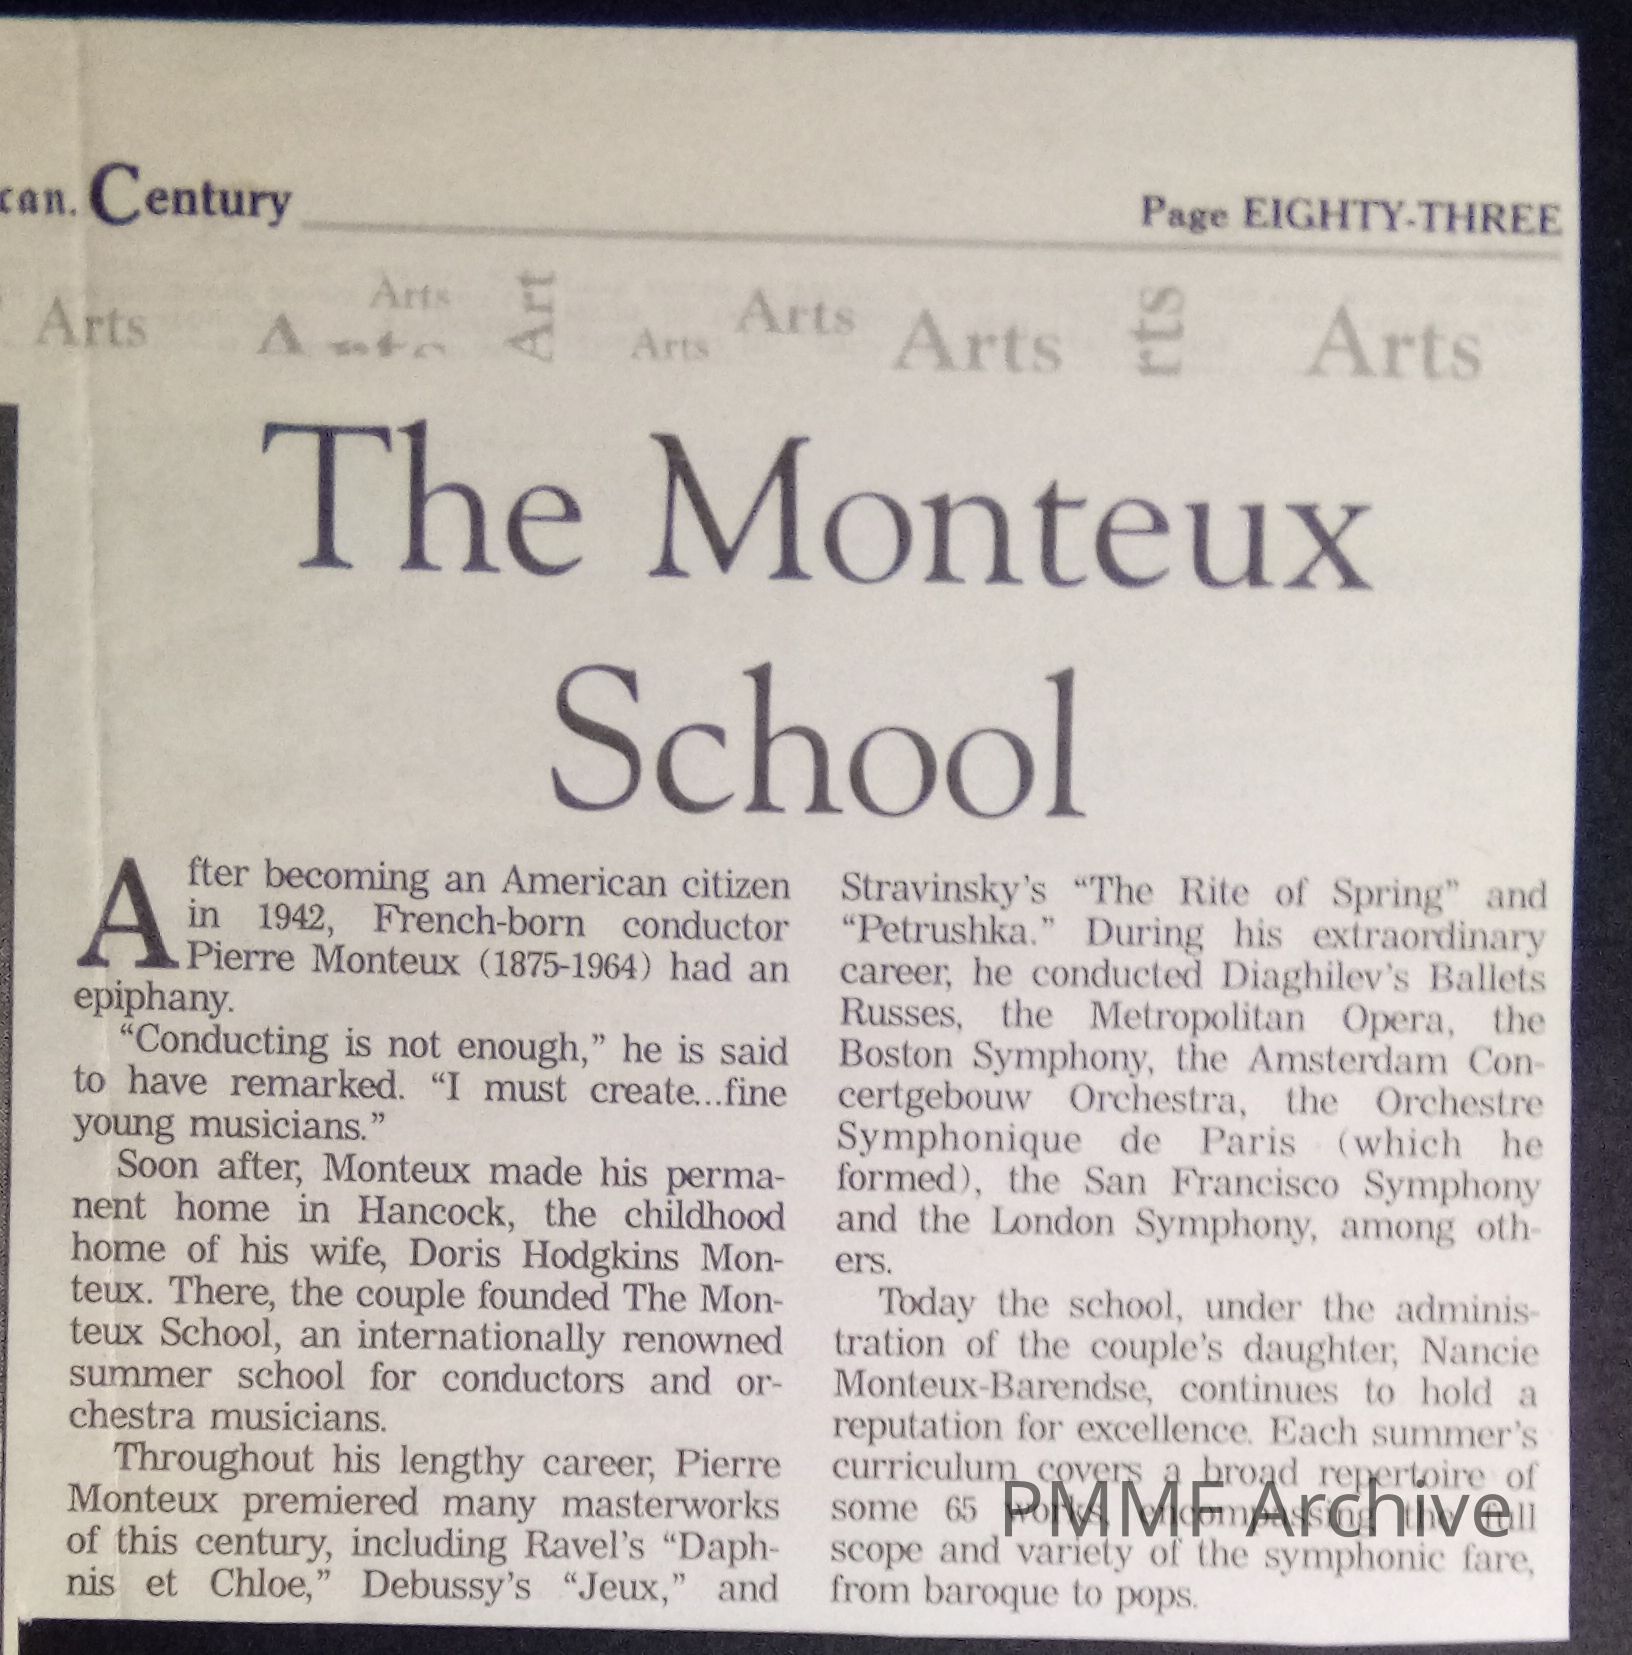 can. Century
Page EIGHTY-THREE
Arts
Arts
Art
Arts
Arts
Arts
rts
Arts
The Monteux
School
After becoming an American citizen
in 1942, French-born conductor
Pierre Monteux (1875-1964) had an
epiphany.
“Conducting is not enough,” he is said
to have remarked. “I must create...fine
young musicians.”
Soon after, Monteux made his perma-
nent home in Hancock, the childhood
home of his wife, Doris Hodgkins Mon-
teux. There, the couple founded The Mon-
teux School, an internationally renowned
summer school for conductors and or-
chestra musicians.
Throughout his lengthy career, Pierre
Monteux premiered many masterworks
of this century, including Ravel’s “Daph-
nis et Chloe,” Debussy’s “Jeux,” and
Stravinsky’s “The Rite of Spring” and
“Petrushka.” During his extraordinary
career, he conducted Diaghilev’s Ballets
Russes, the Metropolitan Opera, the
Boston Symphony, the Amsterdam Con-
certgebouw Orchestra, the Orchestre
Symphonique de Paris (which he
formed), the San Francisco Symphony
and the London Symphony, among oth-
ers.
Today the school, under the adminis-
tration of the couple’s daughter, Nancie
Monteux-Barendse, continues to hold a
reputation for excellence. Each summer’s
curriculum covers a broad repertoire of
some 65 works, encompassing the full
scope and variety of the symphonic fare,
from baroque to pops.
PMMF Archive